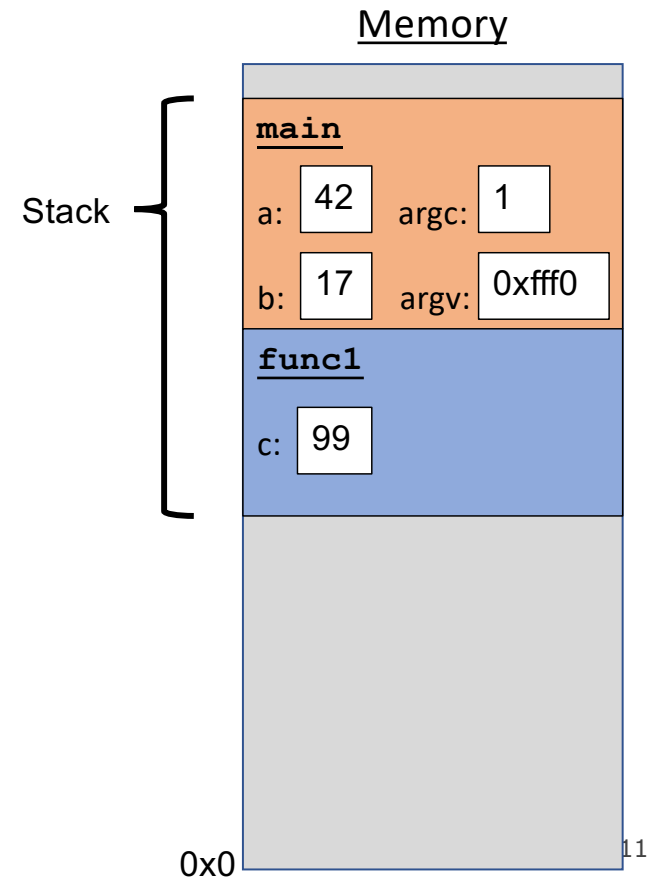 Memory
Stack
main
a: 42 argc: 1
b: 17 argv: 0xfff0
func1
c: 99
0x0
11